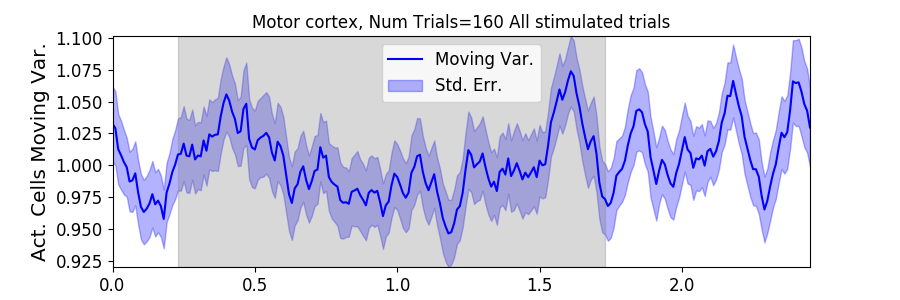 Motor cortex, Num Trials=160 All stimulated trials
Act. Cells Moving Var.
1.100
1.075
1.050
1.025
1.000
0.975
0.950
0.925
Moving Var.
Std. Err.
0.0 0.5 1.0 1.5 2.0